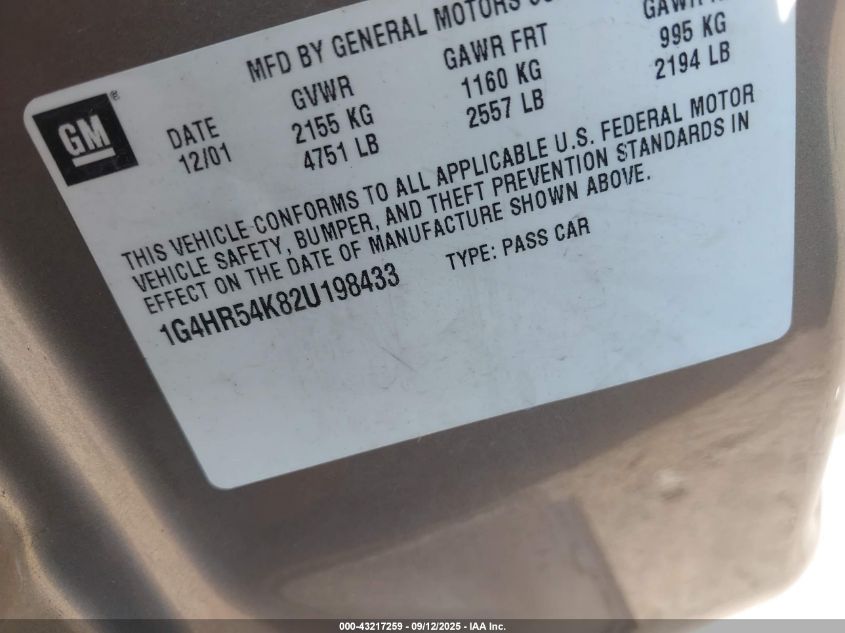 MFD BY GENERAL MOTORS
GM®
DATE GVWR GAWR FRT
12/01 2155 KG 1160 KG 995 KG
4751 LB 2557 LB 2194 LB
THIS VEHICLE CONFORMS TO ALL APPLICABLE U.S. FEDERAL MOTOR
VEHICLE SAFETY, BUMPER, AND THEFT PREVENTION STANDARDS IN
EFFECT ON THE DATE OF MANUFACTURE SHOWN ABOVE.
1G4HR54K82U198433 TYPE: PASS CAR
000-43217259 - 09/12/2025 - IAA Inc.